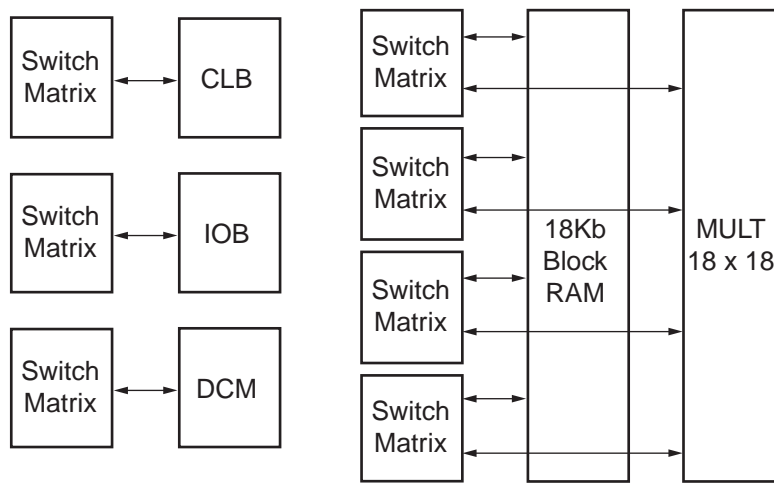 Switch
Matrix
CLB
Switch
Matrix
IOB
Switch
Matrix
DCM
Switch
Matrix
Switch
Matrix
Switch
Matrix
Switch
Matrix
18Kb
Block
RAM
MULT
18 x 18